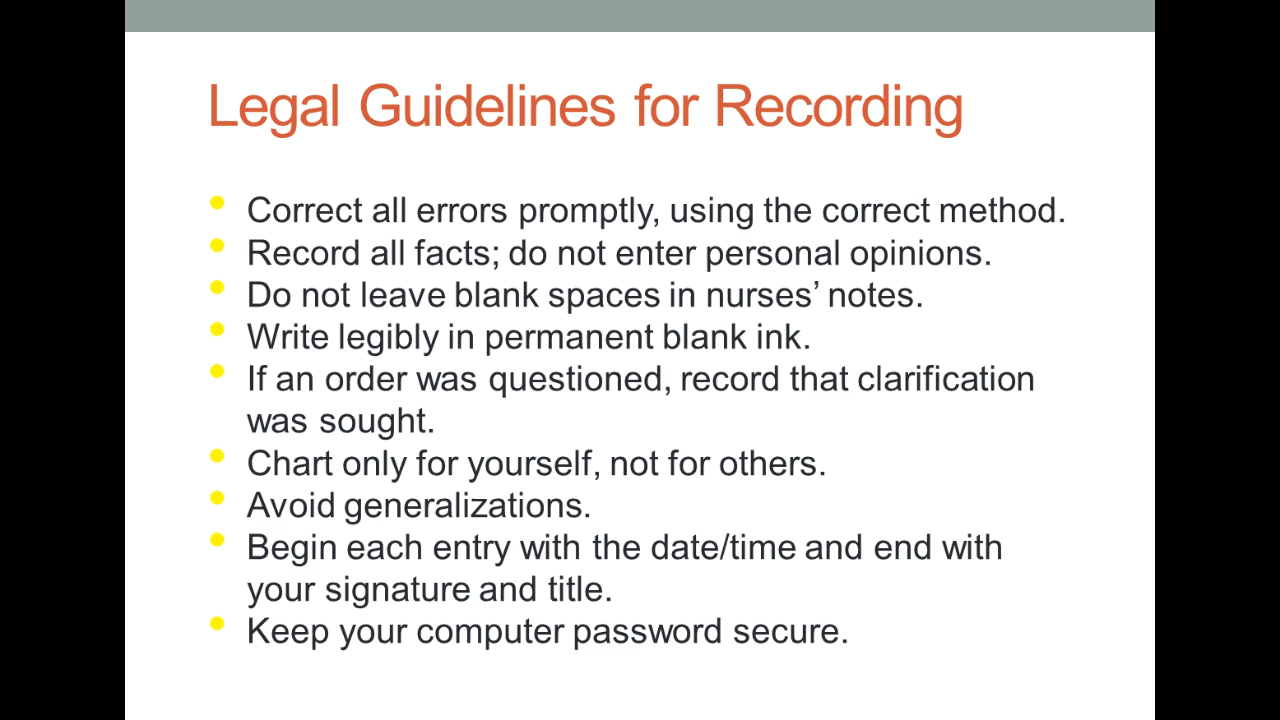 Legal Guidelines for Recording
• Correct all errors promptly, using the correct method.
• Record all facts; do not enter personal opinions.
• Do not leave blank spaces in nurses’ notes.
• Write legibly in permanent blank ink.
• If an order was questioned, record that clarification
was sought.
• Chart only for yourself, not for others.
• Avoid generalizations.
• Begin each entry with the date/time and end with
your signature and title.
• Keep your computer password secure.